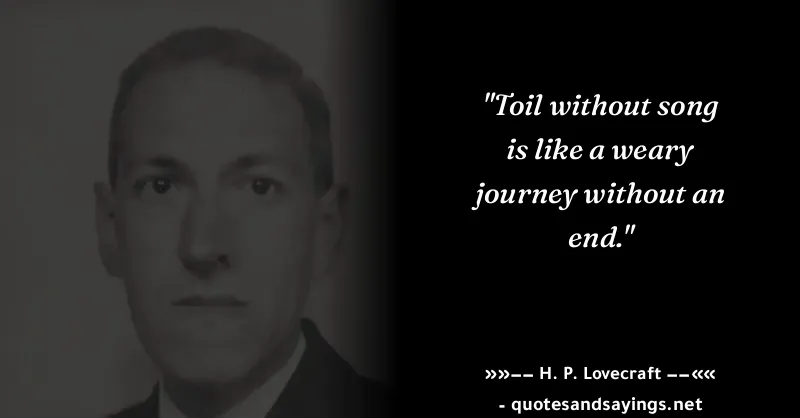 "Toil without song
is like a weary
journey without an
end."
»»–– H. P. Lovecraft ––««
- quotesandsayings.net